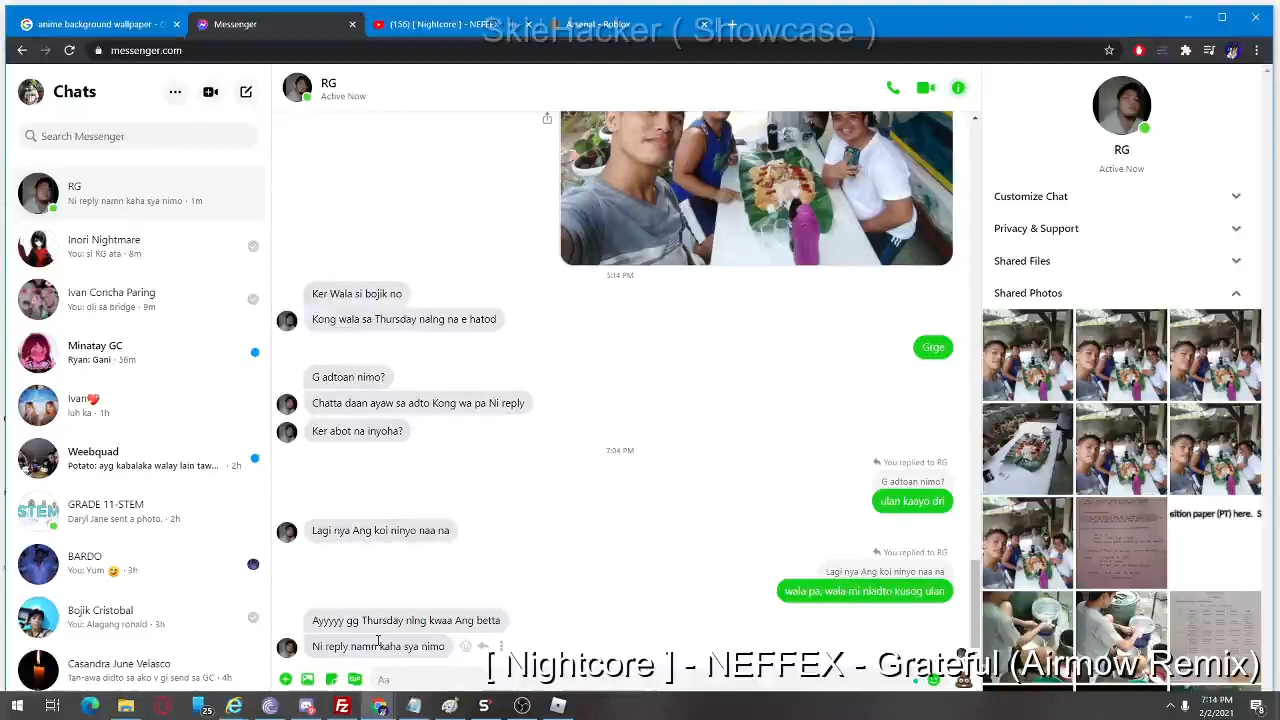 anime background wallpaper - G
Messenger
(156) [ Nightcore ] - NEFFEX
Arsenal - Roblox
SkieHacker ( Showcase )
messenger.com
Chats
Search Messenger
RG
Ni reply namn kaha sya nimo · 1m
Inori Nightmare
You: si RG ata · 8m
Ivan Concha Paring
You: dli sa bridge · 9m
Minatay GC
Ryan: Gani · 56m
Ivan❤️
iuh ka · 1h
Weebquad
Potato: ayg kabalaka walay lain taw... · 2h
GRADE 11-STEM
Daryl Jane sent a photo. · 2h
BARDO
You: Yum 😋 · 3h
Bojik Cristobal
You: Alagang ronald · 3h
Casandra June Velasco
Tan-awa didto sa ako v gi send sa GC · 4h
RG
Active Now
5:14 PM
Ker Wala si bojik no
Kong wala sa Thursday nalng na e hatod
Grge
G adtoan nimo?
Chatta daan ayaw sa adto Kong wa pa Ni reply
Ker abot na inyoha?
7:04 PM
You replied to RG
G adtoan nimo?
ulan kaayo dri
Lagi nya Ang koi ninyo naa na
You replied to RG
Lagi nya Ang koi ninyo naa na
wala pa, wala mi niadto kusog ulan
Ayyyyy gg Thursday nlng kwaa Ang betta
Ni reply namn kaha sya nimo
Aa
RG
Active Now
Customize Chat
Privacy & Support
Shared Files
Shared Photos
sition paper (PT) here. S
STEM
[ Nightcore ] - NEFFEX - Grateful (Airmow Remix)
25
7:14 PM
2/2/2021
8